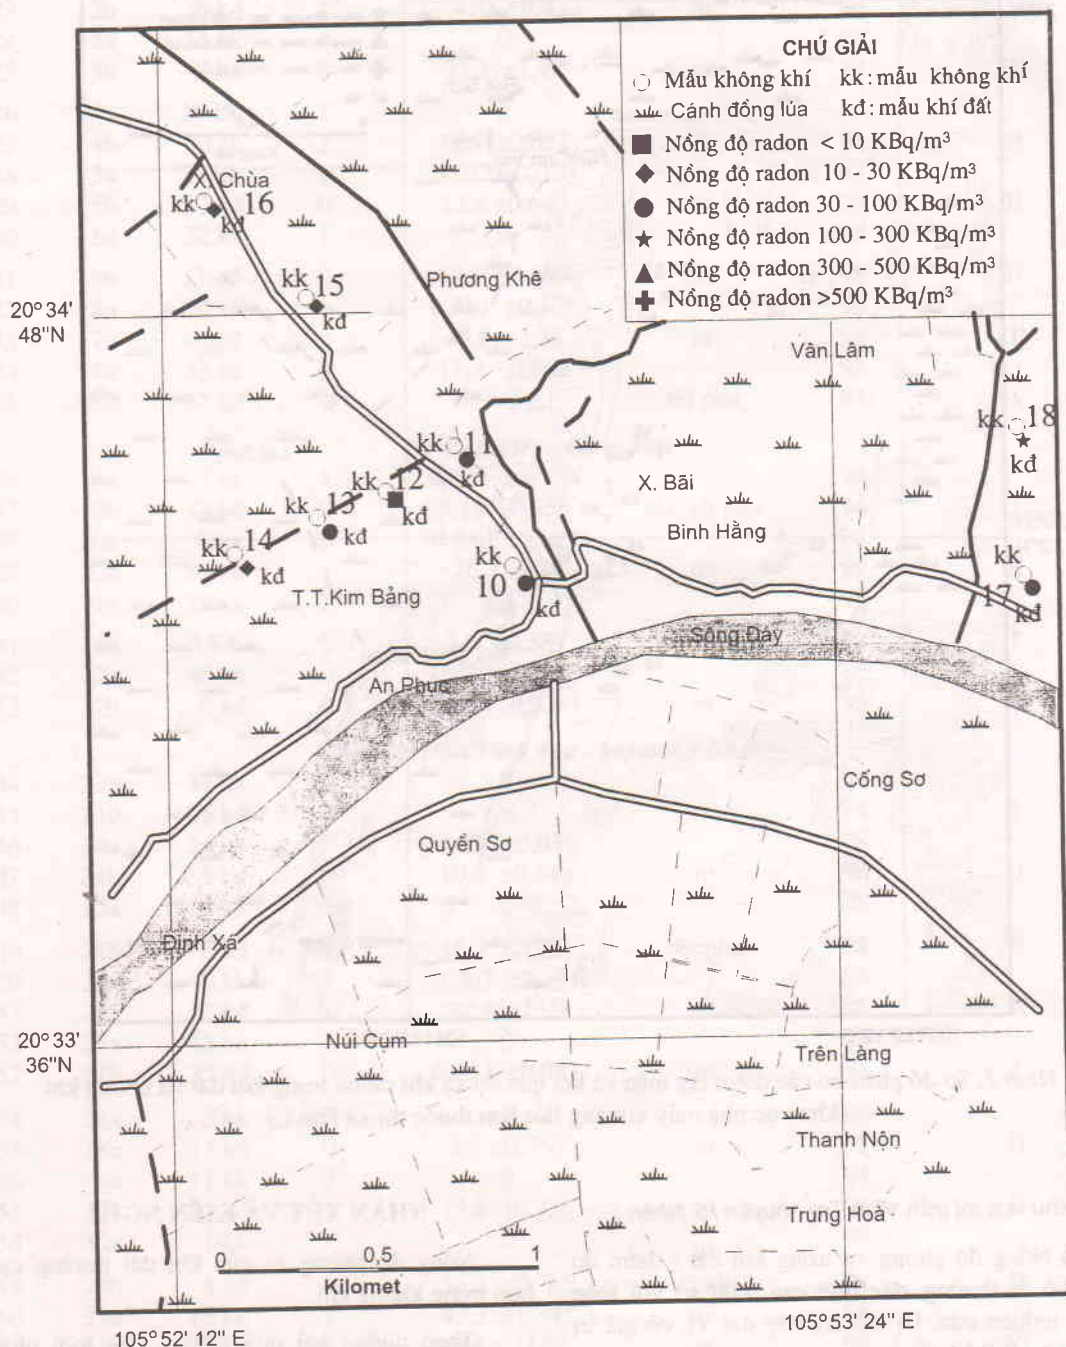 CHÚ GIẢI
Mẫu không khí kk : mẫu không khí
Cánh đồng lúa kđ: mẫu khí đất
Nồng độ radon < 10 KBq/m³
Nồng độ radon 10 - 30 KBq/m³
Nồng độ radon 30 - 100 KBq/m³
Nồng độ radon 100 - 300 KBq/m³
Nồng độ radon 300 - 500 KBq/m³
Nồng độ radon >500 KBq/m³
X. Chùa
kk 16
kđ
Phương Khê
kk 15
kđ
20° 34'
48"N
Vân Lâm
kk 18
kđ
kk 11
kđ
X. Bãi
kk 12
kđ
kk 13
kđ
Binh Hằng
kk 14
kđ
kk
10
kđ
kk
17
kđ
T.T.Kim Bảng
Sông Đáy
An Phục
Cổng Sơ
Quyển Sơ
Định Xá
20° 33'
36"N
Núi Cum
Trên Làng
Thanh Nộn
Trung Hoà
0 0,5 1
Kilomet
105° 52' 12" E
105° 53' 24" E